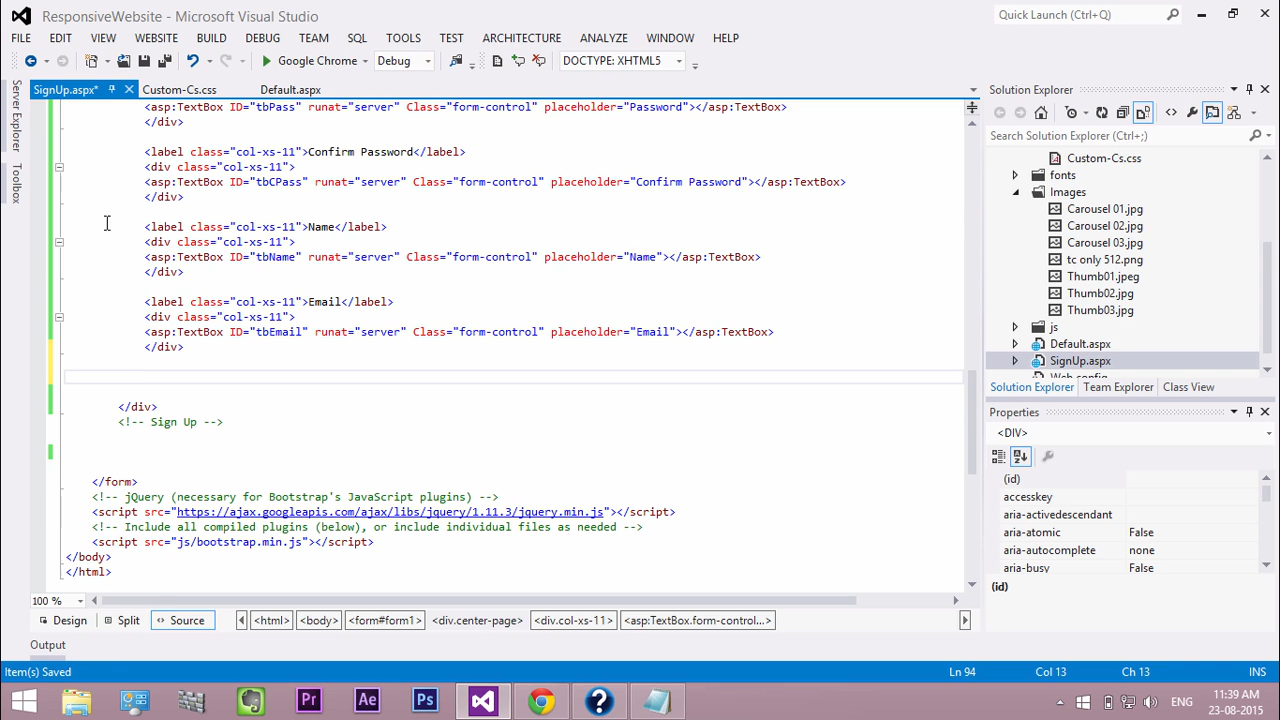 ResponsiveWebsite - Microsoft Visual Studio
Quick Launch (Ctrl+Q)
FILE EDIT VIEW WEBSITE BUILD DEBUG TEAM SQL TOOLS TEST ARCHITECTURE ANALYZE WINDOW HELP
Google Chrome Debug DOCTYPE: XHTML5
Server Explorer
Toolbox
SignUp.aspx* Custom-Cs.css Default.aspx
<asp:TextBox ID="tbPass" runat="server" Class="form-control" placeholder="Password"></asp:TextBox>
</div>
<label class="col-xs-11">Confirm Password</label>
<div class="col-xs-11">
<asp:TextBox ID="tbCPass" runat="server" Class="form-control" placeholder="Confirm Password"></asp:TextBox>
</div>
<label class="col-xs-11">Name</label>
<div class="col-xs-11">
<asp:TextBox ID="tbName" runat="server" Class="form-control" placeholder="Name"></asp:TextBox>
</div>
<label class="col-xs-11">Email</label>
<div class="col-xs-11">
<asp:TextBox ID="tbEmail" runat="server" Class="form-control" placeholder="Email"></asp:TextBox>
</div>
</div>
<!-- Sign Up -->
</form>
<!-- jQuery (necessary for Bootstrap's JavaScript plugins) -->
<script src="https://ajax.googleapis.com/ajax/libs/jquery/1.11.3/jquery.min.js"></script>
<!-- Include all compiled plugins (below), or include individual files as needed -->
<script src="js/bootstrap.min.js"></script>
</body>
</html>
100 %
Design Split Source <html> <body> <form#form1> <div.center-page> <div.col-xs-11> <asp:TextBox.form-control...>
Output
Solution Explorer
Search Solution Explorer (Ctrl+;)
Custom-Cs.css
fonts
Images
Carousel 01.jpg
Carousel 02.jpg
Carousel 03.jpg
tc only 512.png
Thumb01.jpeg
Thumb02.jpg
Thumb03.jpg
js
Default.aspx
SignUp.aspx
Web.config
Solution Explorer Team Explorer Class View
Properties
<DIV>
(id)
accesskey
aria-activedescendant
aria-atomic False
aria-autocomplete none
aria-busy False
(id)
Item(s) Saved Ln 94 Col 13 Ch 13 INS
Pr Ae Ps
ENG
11:39 AM
23-08-2015